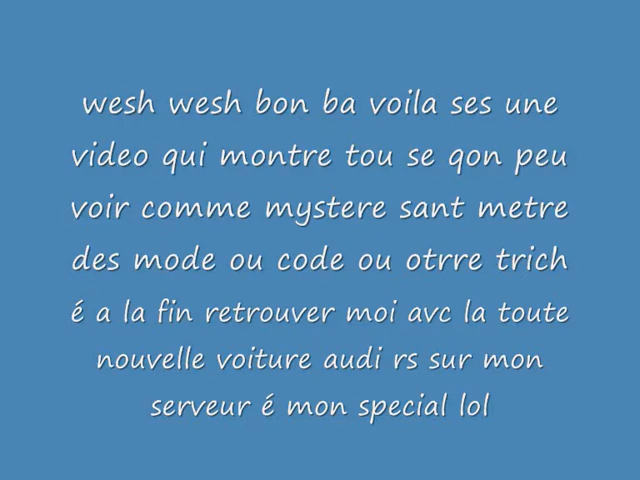 wesh wesh bon ba voila ses une
video qui montre tou se qon peu
voir comme mystere sant metre
des mode ou code ou otrre trich
é a la fin retrouver moi avc la toute
nouvelle voiture audi rs sur mon
serveur é mon special lol